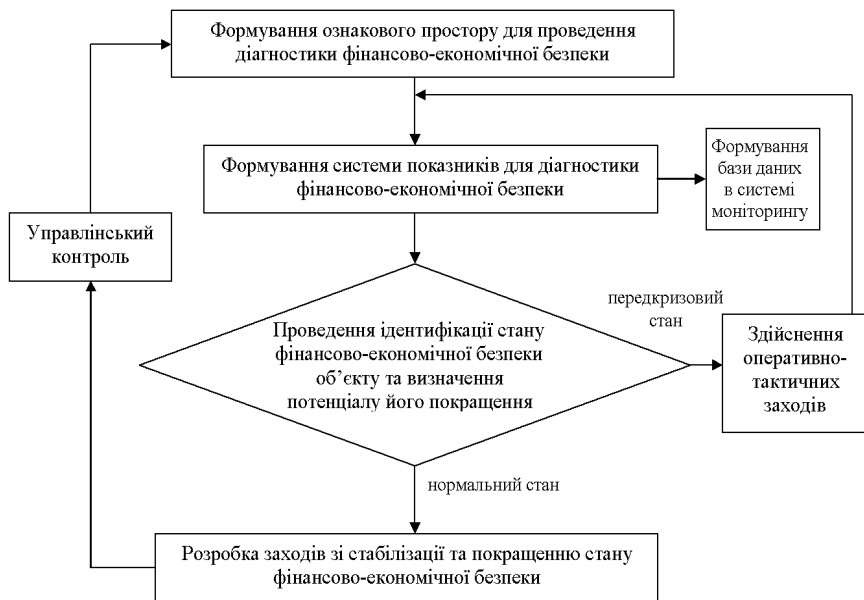 Формування ознакового простору для проведення
діагностики фінансово-економічної безпеки
Формування системи показників для діагностики
фінансово-економічної безпеки
Формування
бази даних
в системі
моніторингу
Управлінський
контроль
передкризовий
стан
Проведення ідентифікації стану
фінансово-економічної безпеки
об’єкту та визначення
потенціалу його покращення
Здійснення
оперативно-
тактичних
заходів
нормальний стан
Розробка заходів зі стабілізації та покращенню стану
фінансово-економічної безпеки